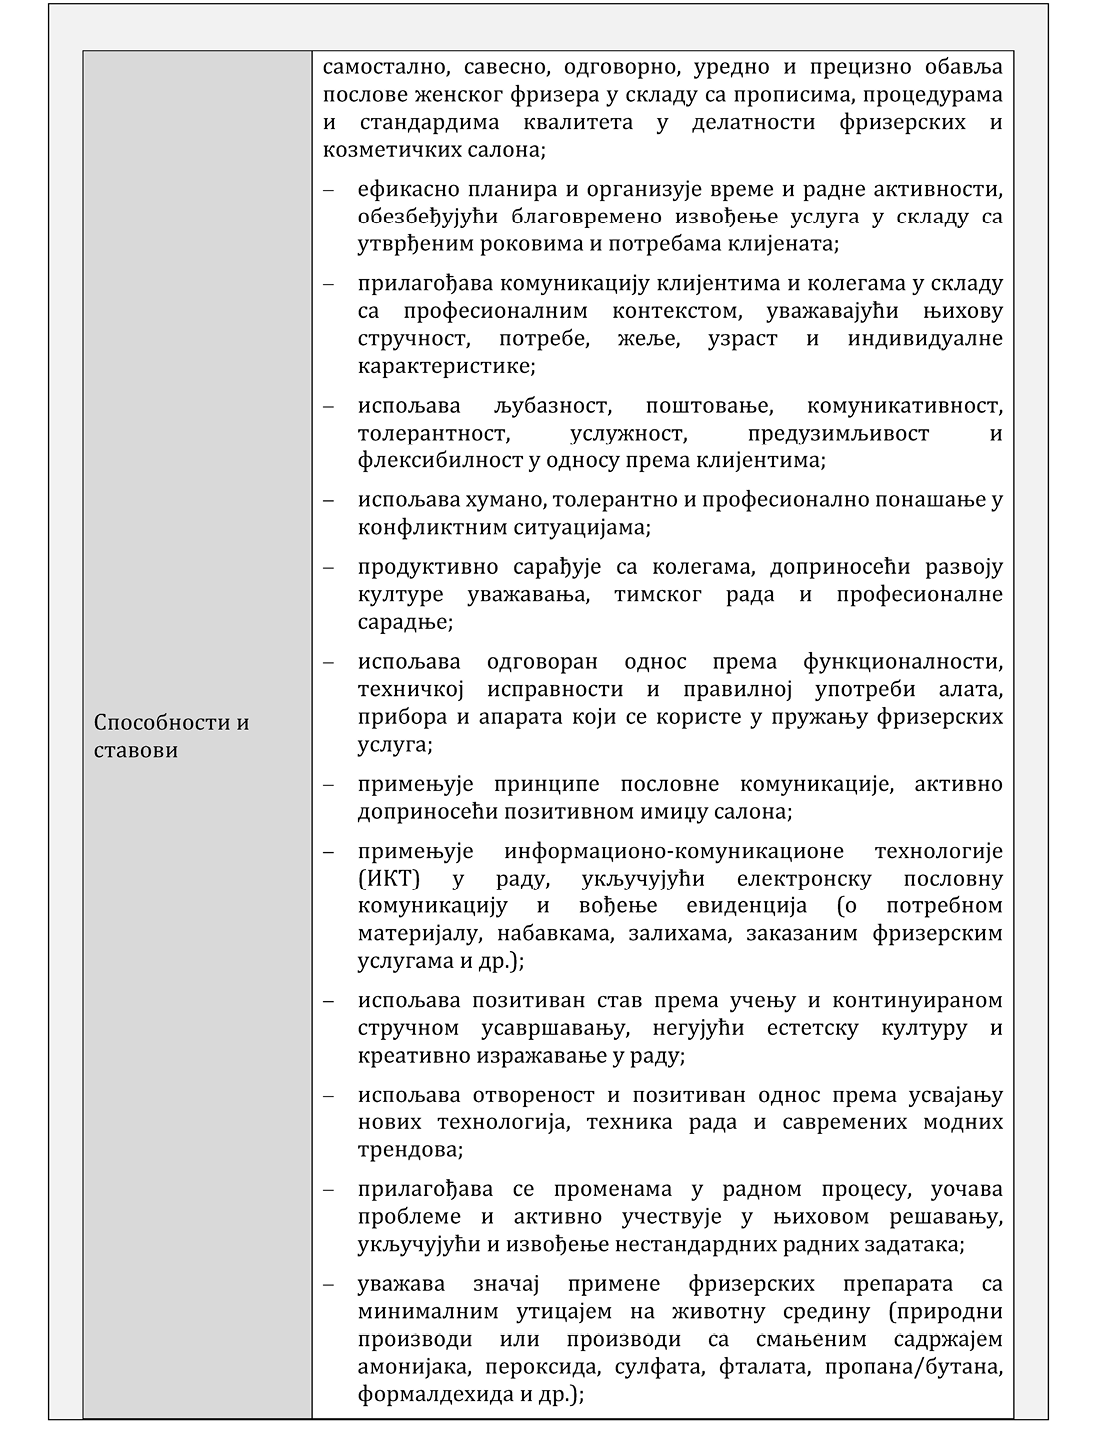 самостално, савесно, одговорно, уредно и прецизно обавља
послове женског фризера у складу са прописима, процедурама
и стандардима квалитета у делатности фризерских и
козметичких салона;
– ефикасно планира и организује време и радне активности,
обезбеђујући благовремено извођење услуга у складу са
утврђеним роковима и потребама клијената;
– прилагођава комуникацију клијентима и колегама у складу
са професионалним контекстом, уважавајући њихову
стручност, потребе, жеље, узраст и индивидуалне
карактеристике;
– испољава љубазност, поштовање, комуникативност,
толерантност, услужност, предузимљивост и
флексибилност у односу према клијентима;
– испољава хумано, толерантно и професионално понашање у
конфликтним ситуацијама;
– продуктивно сарађује са колегама, доприносећи развоју
културе уважавања, тимског рада и професионалне
сарадње;
– испољава одговоран однос према функционалности,
техничкој исправности и правилној употреби алата,
прибора и апарата који се користе у пружању фризерских
услуга;
Способности и
ставови
– примењује принципе пословне комуникације, активно
доприносећи позитивном имиџу салона;
– примењује информационо-комуникационе технологије
(ИКТ) у раду, укључујући електронску пословну
комуникацију и вођење евиденција (о потребном
материјалу, набавкама, залихама, заказаним фризерским
услугама и др.);
– испољава позитиван став према учењу и континуираном
стручном усавршавању, негујући естетску културу и
креативно изражавање у раду;
– испољава отвореност и позитиван однос према усвајању
нових технологија, техника рада и савремених модних
трендова;
– прилагођава се променама у радном процесу, уочава
проблеме и активно учествује у њиховом решавању,
укључујући и извођење нестандардних радних задатака;
– уважава значај примене фризерских препарата са
минималним утицајем на животну средину (природни
производи или производи са смањеним садржајем
амонијака, пероксида, сулфата, фталата, пропана/бутана,
формалдехида и др.);